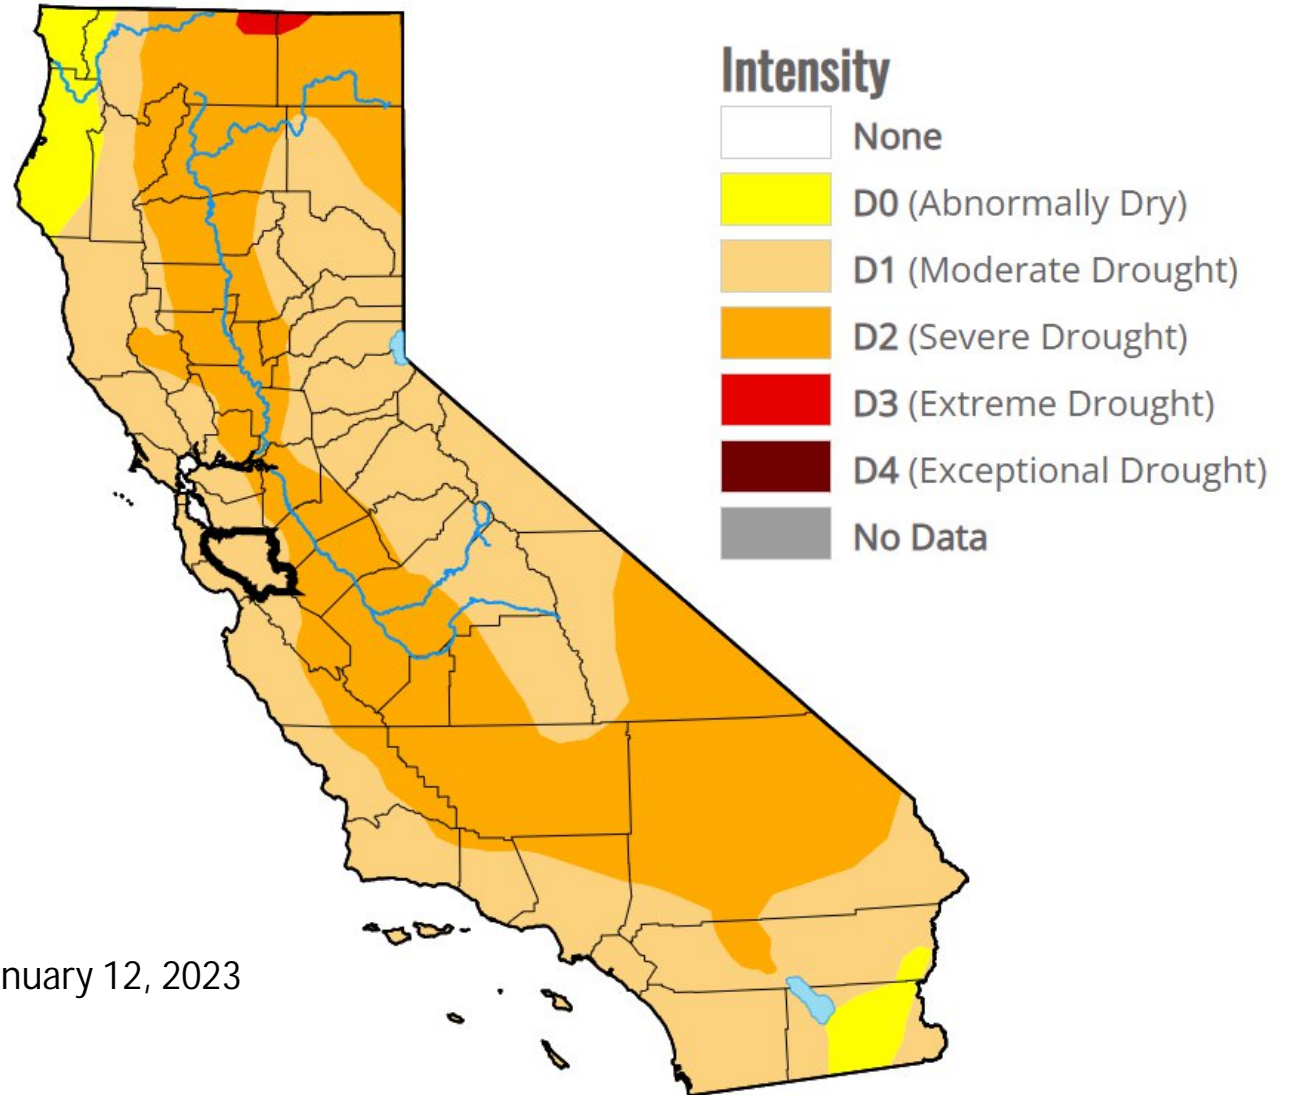 Intensity
None
D0 (Abnormally Dry)
D1 (Moderate Drought)
D2 (Severe Drought)
D3 (Extreme Drought)
D4 (Exceptional Drought)
No Data
nuary 12, 2023